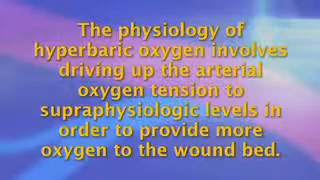 The physiology of
hyperbaric oxygen involves
driving up the arterial
oxygen tension to
supraphysiologic levels in
order to provide more
oxygen to the wound bed.